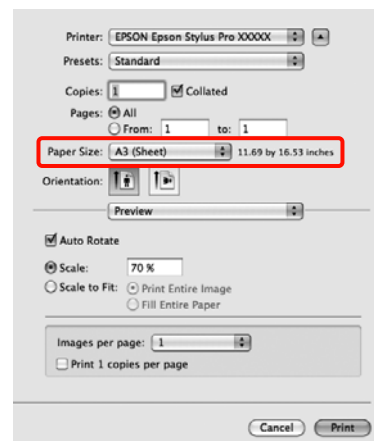 Printer: EPSON Epson Stylus Pro XXXXX
Presets: Standard
Copies: 1 Collated
Pages: All
From: 1 to: 1
Paper Size: A3 (Sheet) 11.69 by 16.53 inches
Orientation:
Preview
Auto Rotate
Scale: 70 %
Scale to Fit: Print Entire Image
Fill Entire Paper
Images per page: 1
Print 1 copies per page
Cancel Print